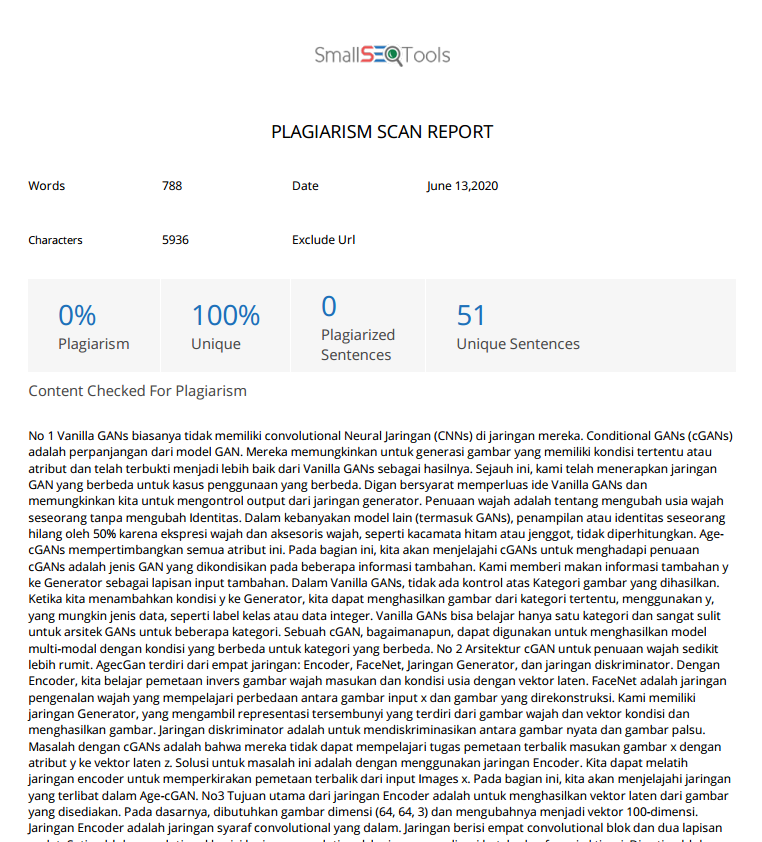 SmallSEOTools
PLAGIARISM SCAN REPORT
Words 788 Date June 13,2020
Characters 5936 Exclude Url
0% 100% 0 51
Plagiarism Unique Plagiarized Sentences Unique Sentences
Content Checked For Plagiarism
No 1 Vanilla GANs biasanya tidak memiliki convolutional Neural Jaringan (CNNs) di jaringan mereka. Conditional GANs (cGANs)
adalah perpanjangan dari model GAN. Mereka memungkinkan untuk generasi gambar yang memiliki kondisi tertentu atau
atribut dan telah terbukti menjadi lebih baik dari Vanilla GANs sebagai hasilnya. Sejauh ini, kami telah menerapkan jaringan
GAN yang berbeda untuk kasus penggunaan yang berbeda. Digan bersyarat memperluas ide Vanilla GANs dan
memungkinkan kita untuk mengontrol output dari jaringan generator. Penuaan wajah adalah tentang mengubah usia wajah
seseorang tanpa mengubah Identitas. Dalam kebanyakan model lain (termasuk GANs), penampilan atau identitas seseorang
hilang oleh 50% karena ekspresi wajah dan aksesoris wajah, seperti kacamata hitam atau jenggot, tidak diperhitungkan. Age-
cGANs mempertimbangkan semua atribut ini. Pada bagian ini, kita akan menjelajahi cGANs untuk menghadapi penuaan
cGANs adalah jenis GAN yang dikondisikan pada beberapa informasi tambahan. Kami memberi makan informasi tambahan y
ke Generator sebagai lapisan input tambahan. Dalam Vanilla GANs, tidak ada kontrol atas Kategori gambar yang dihasilkan.
Ketika kita menambahkan kondisi y ke Generator, kita dapat menghasilkan gambar dari kategori tertentu, menggunakan y,
yang mungkin jenis data, seperti label kelas atau data integer. Vanilla GANs bisa belajar hanya satu kategori dan sangat sulit
untuk arsitek GANs untuk beberapa kategori. Sebuah cGAN, bagaimanapun, dapat digunakan untuk menghasilkan model
multi-modal dengan kondisi yang berbeda untuk kategori yang berbeda. No 2 Arsitektur cGAN untuk penuaan wajah sedikit
lebih rumit. AgecGan terdiri dari empat jaringan: Encoder, FaceNet, Jaringan Generator, dan jaringan diskriminator. Dengan
Encoder, kita belajar pemetaan invers gambar wajah masukan dan kondisi usia dengan vektor laten. FaceNet adalah jaringan
pengenalan wajah yang mempelajari perbedaan antara gambar input x dan gambar yang direkonstruksi. Kami memiliki
jaringan Generator, yang mengambil representasi tersembunyi yang terdiri dari gambar wajah dan vektor kondisi dan
menghasilkan gambar. Jaringan diskriminator adalah untuk mendiskriminasikan antara gambar nyata dan gambar palsu.
Masalah dengan cGANs adalah bahwa mereka tidak dapat mempelajari tugas pemetaan terbalik masukan gambar x dengan
atribut y ke vektor laten z. Solusi untuk masalah ini adalah dengan menggunakan jaringan Encoder. Kita dapat melatih
jaringan encoder untuk memperkirakan pemetaan terbalik dari input Images x. Pada bagian ini, kita akan menjelajahi jaringan
yang terlibat dalam Age-cGAN. No3 Tujuan utama dari jaringan Encoder adalah untuk menghasilkan vektor laten dari gambar
yang disediakan. Pada dasarnya, dibutuhkan gambar dimensi (64, 64, 3) dan mengubahnya menjadi vektor 100-dimensi.
Jaringan Encoder adalah jaringan syaraf convolutional yang dalam. Jaringan berisi empat convolutional blok dan dua lapisan